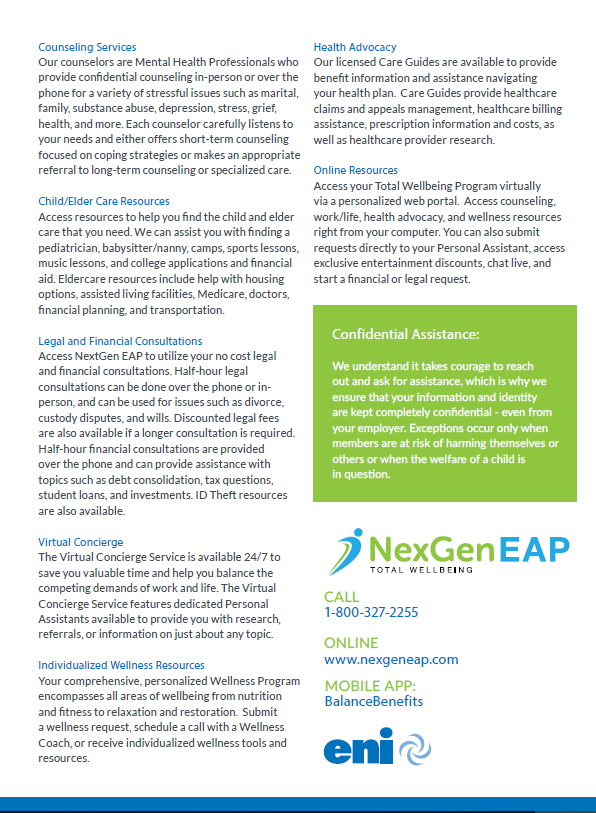 Counseling Services
Our counselors are Mental Health Professionals who
provide confidential counseling in-person or over the
phone for a variety of stressful issues such as marital,
family, substance abuse, depression, stress, grief,
health, and more. Each counselor carefully listens to
your needs and either offers short-term counseling
focused on coping strategies or makes an appropriate
referral to long-term counseling or specialized care.
Child/Elder Care Resources
Access resources to help you find the child and elder
care that you need. We can assist you with finding a
pediatrician, babysitter/nanny, camps, sports lessons,
music lessons, and college applications and financial
aid. Eldercare resources include help with housing
options, assisted living facilities, Medicare, doctors,
financial planning, and transportation.
Legal and Financial Consultations
Access NextGen EAP to utilize your no cost legal
and financial consultations. Half-hour legal
consultations can be done over the phone or in-
person, and can be used for issues such as divorce,
custody disputes, and wills. Discounted legal fees
are also available if a longer consultation is required.
Half-hour financial consultations are provided
over the phone and can provide assistance with
topics such as debt consolidation, tax questions,
student loans, and investments. ID Theft resources
are also available.
Virtual Concierge
The Virtual Concierge Service is available 24/7 to
save you valuable time and help you balance the
competing demands of work and life. The Virtual
Concierge Service features dedicated Personal
Assistants available to provide you with research,
referrals, or information on just about any topic.
Individualized Wellness Resources
Your comprehensive, personalized Wellness Program
encompasses all areas of wellbeing from nutrition
and fitness to relaxation and restoration. Submit
a wellness request, schedule a call with a Wellness
Coach, or receive individualized wellness tools and
resources.
Health Advocacy
Our licensed Care Guides are available to provide
benefit information and assistance navigating
your health plan. Care Guides provide healthcare
claims and appeals management, healthcare billing
assistance, prescription information and costs, as
well as healthcare provider research.
Online Resources
Access your Total Wellbeing Program virtually
via a personalized web portal. Access counseling,
work/life, health advocacy, and wellness resources
right from your computer. You can also submit
requests directly to your Personal Assistant, access
exclusive entertainment discounts, chat live, and
start a financial or legal request.
Confidential Assistance:
We understand it takes courage to reach
out and ask for assistance, which is why we
ensure that your information and identity
are kept completely confidential - even from
your employer. Exceptions occur only when
members are at risk of harming themselves or
others or when the welfare of a child is
in question.
NexGen EAP
TOTAL WELLBEING
CALL
1-800-327-2255
ONLINE
www.nexgeneap.com
MOBILE APP:
BalanceBenefits
eni